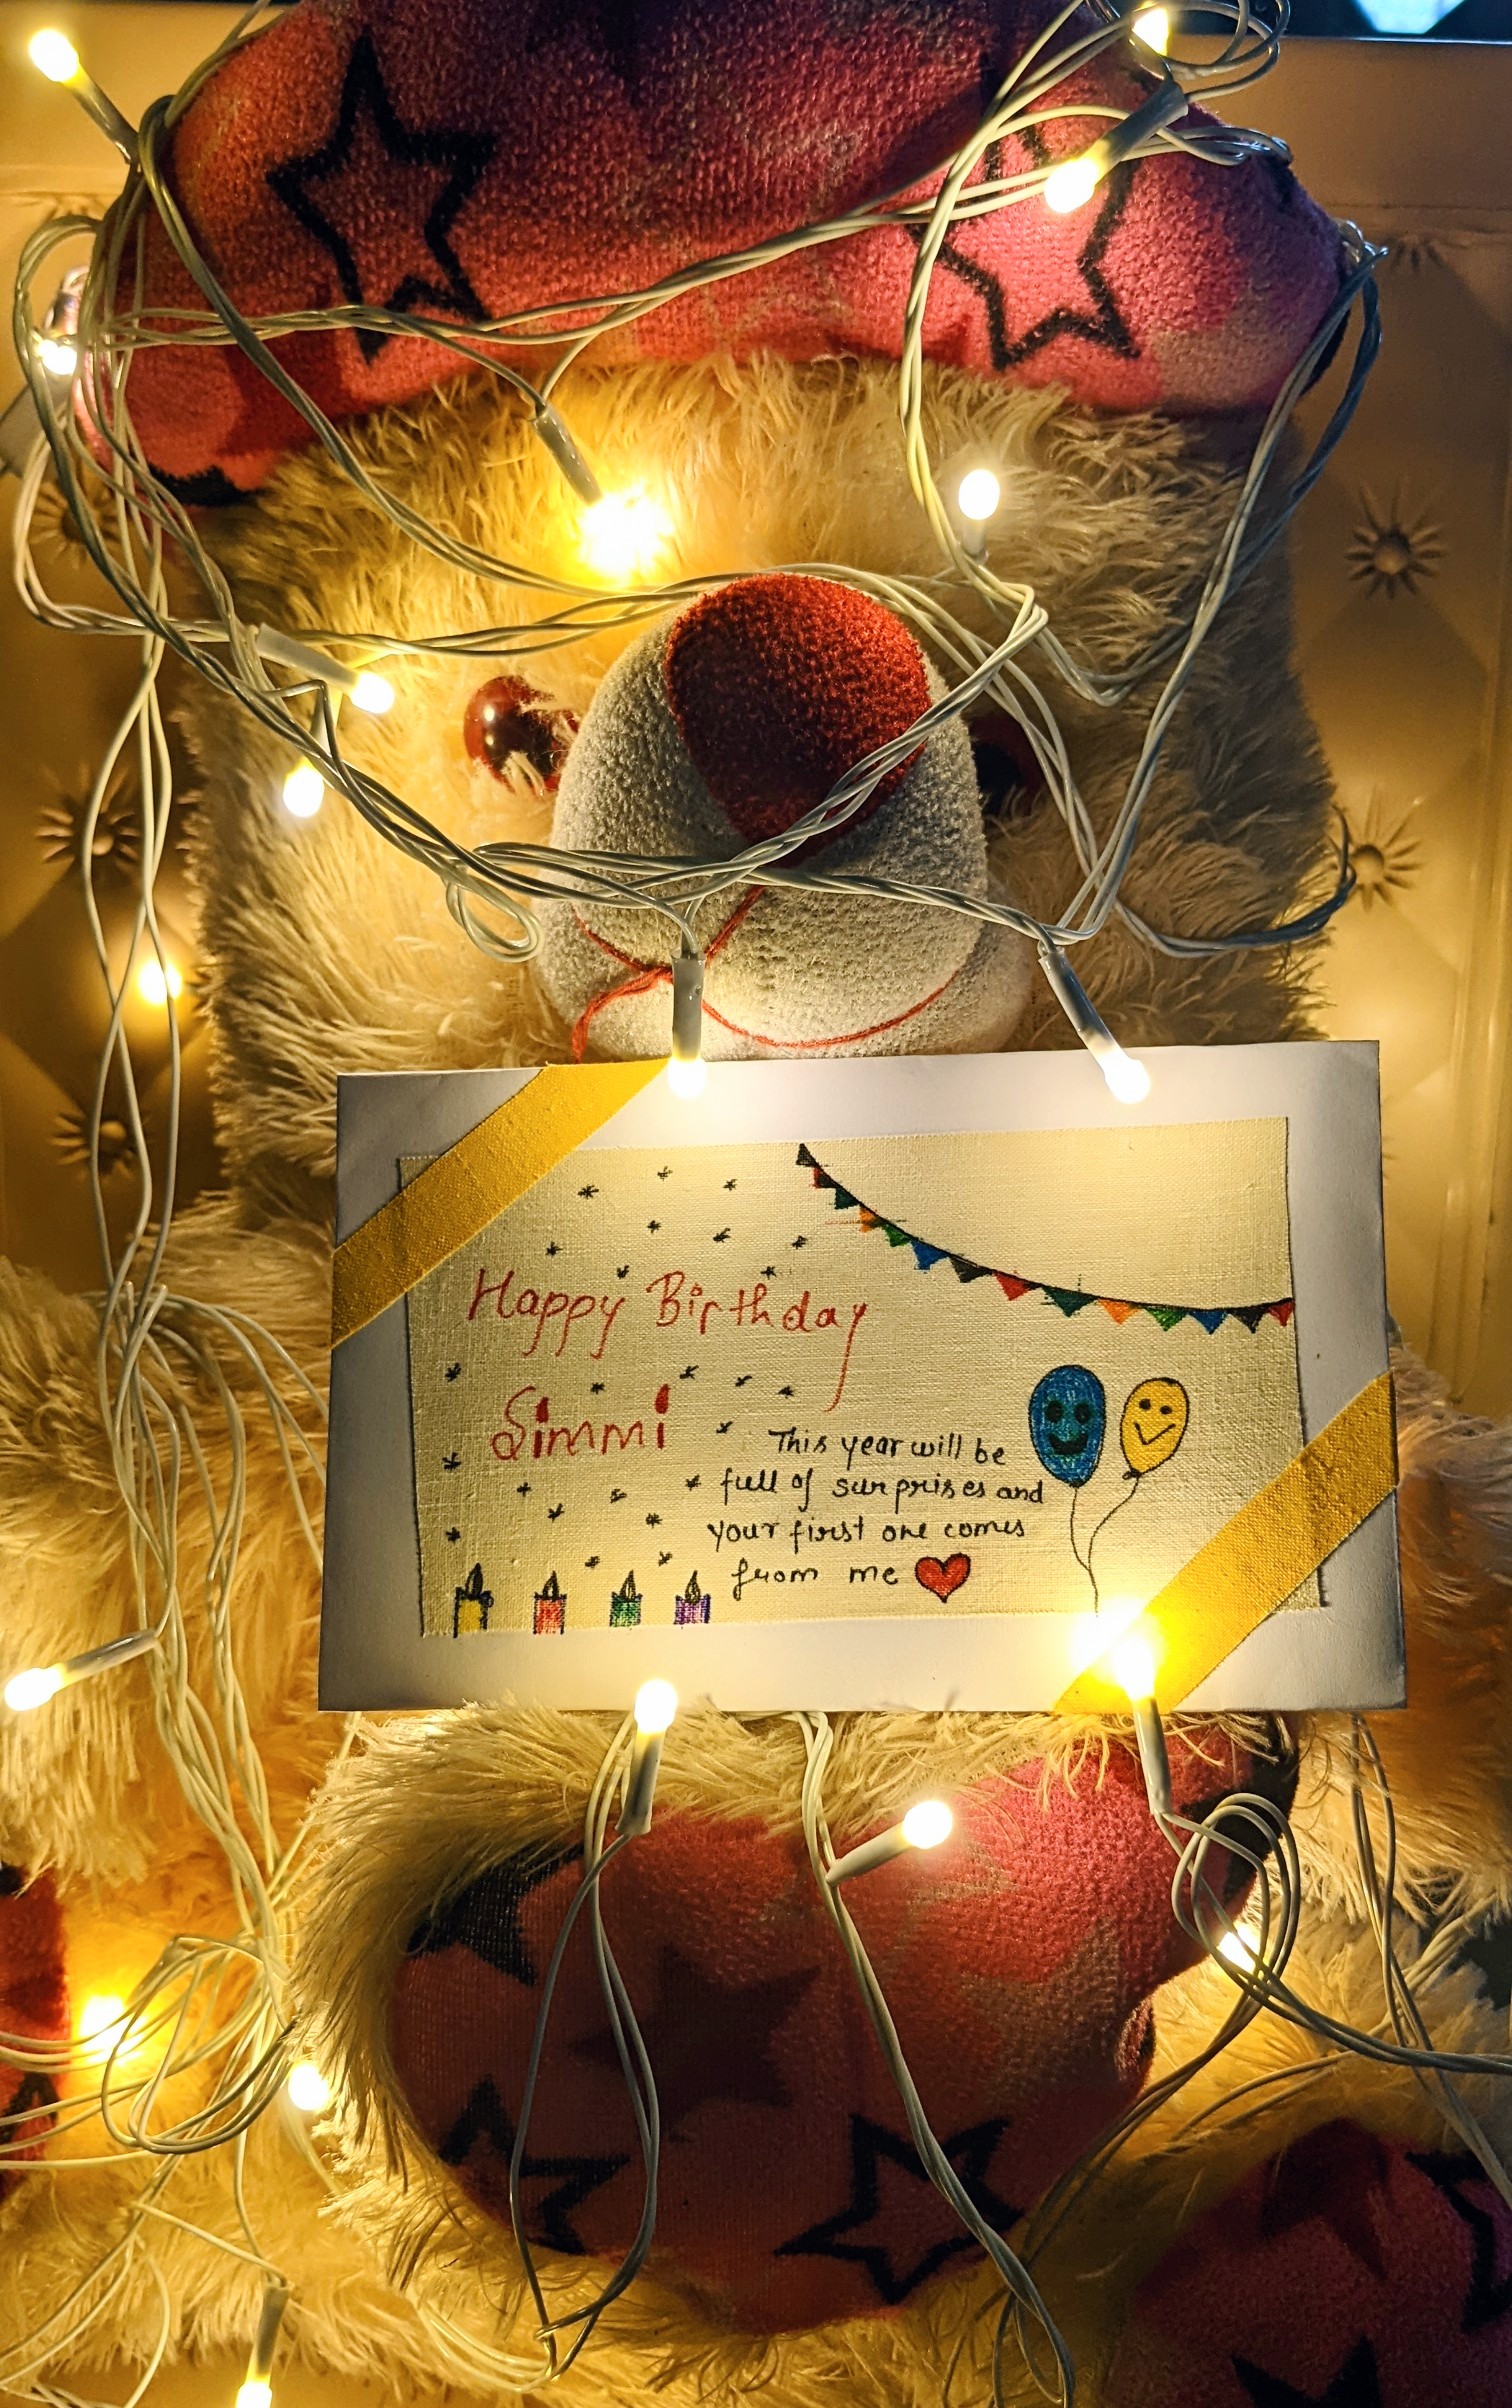 Happy Birthday
Simmi
This year will be
full of surprises and
your first one comes
from me